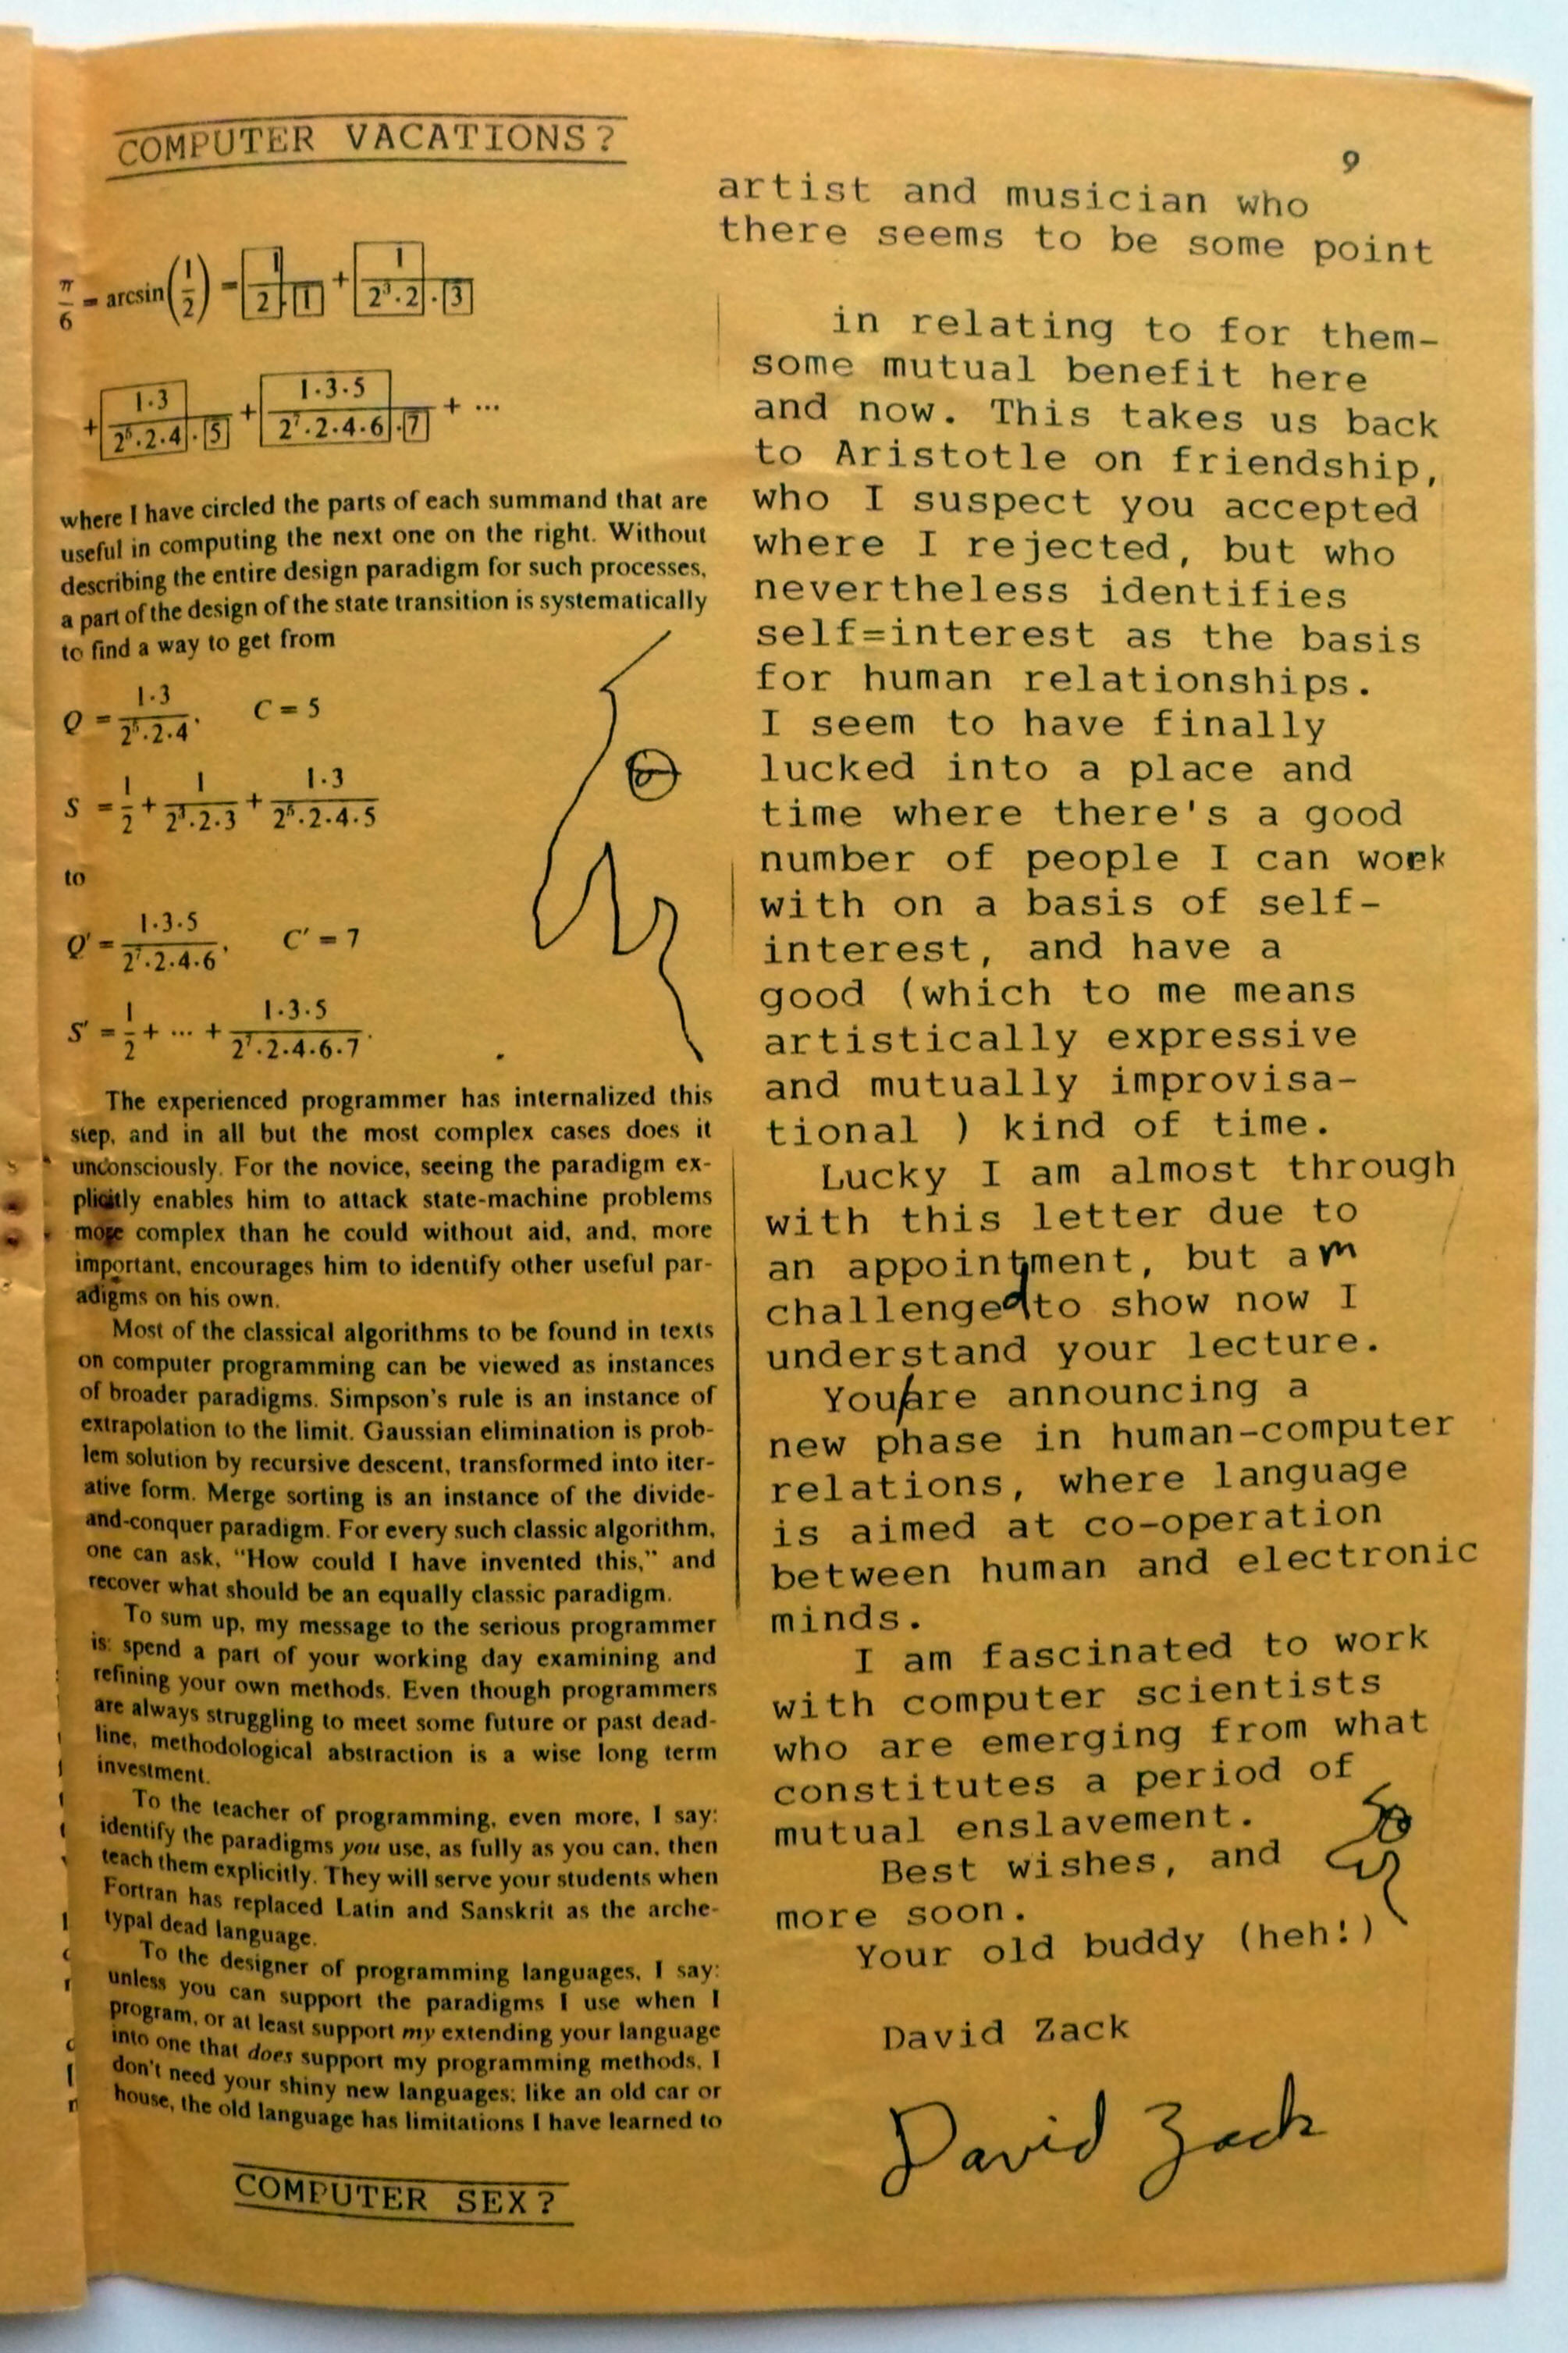 COMPUTER VACATIONS?
π/6 = arcsin(1/2) = 1/2·1 + 1/2³·2·3
+ 1·3/2⁵·2·4·5 + 1·3·5/2⁷·2·4·6·7 + ...
where I have circled the parts of each summand that are
useful in computing the next one on the right. Without
describing the entire design paradigm for such processes,
a part of the design of the state transition is systematically
to find a way to get from
Q = 1·3/2⁵·2·4, C = 5
S = 1/2 + 1/2³·2·3 + 1·3/2⁵·2·4·5
to
Q' = 1·3·5/2⁷·2·4·6, C' = 7
S' = 1/2 + ... + 1·3·5/2⁷·2·4·6·7.
The experienced programmer has internalized this
step, and in all but the most complex cases does it
unconsciously. For the novice, seeing the paradigm ex-
plicitly enables him to attack state-machine problems
more complex than he could without aid, and, more
important, encourages him to identify other useful par-
adigms on his own.
Most of the classical algorithms to be found in texts
on computer programming can be viewed as instances
of broader paradigms. Simpson's rule is an instance of
extrapolation to the limit. Gaussian elimination is prob-
lem solution by recursive descent, transformed into iter-
ative form. Merge sorting is an instance of the divide-
and-conquer paradigm. For every such classic algorithm,
one can ask, "How could I have invented this," and
recover what should be an equally classic paradigm.
To sum up, my message to the serious programmer
is: spend a part of your working day examining and
refining your own methods. Even though programmers
are always struggling to meet some future or past dead-
line, methodological abstraction is a wise long term
investment.
To the teacher of programming, even more, I say:
identify the paradigms you use, as fully as you can, then
teach them explicitly. They will serve your students when
Fortran has replaced Latin and Sanskrit as the arche-
typal dead language.
To the designer of programming languages, I say:
unless you can support the paradigms I use when I
program, or at least support my extending your language
into one that does support my programming methods, I
don't need your shiny new languages; like an old car or
house, the old language has limitations I have learned to
COMPUTER SEX?
9
artist and musician who
there seems to be some point
in relating to for them-
some mutual benefit here
and now. This takes us back
to Aristotle on friendship,
who I suspect you accepted
where I rejected, but who
nevertheless identifies
self=interest as the basis
for human relationships.
I seem to have finally
lucked into a place and
time where there's a good
number of people I can work
with on a basis of self-
interest, and have a
good (which to me means
artistically expressive
and mutually improvisa-
tional ) kind of time.
Lucky I am almost through
with this letter due to
an appointment, but am
challenged to show now I
understand your lecture.
You are announcing a
new phase in human-computer
relations, where language
is aimed at co-operation
between human and electronic
minds.
I am fascinated to work
with computer scientists
who are emerging from what
constitutes a period of
mutual enslavement.
Best wishes, and
more soon.
Your old buddy (heh!)
David Zack
David Zack